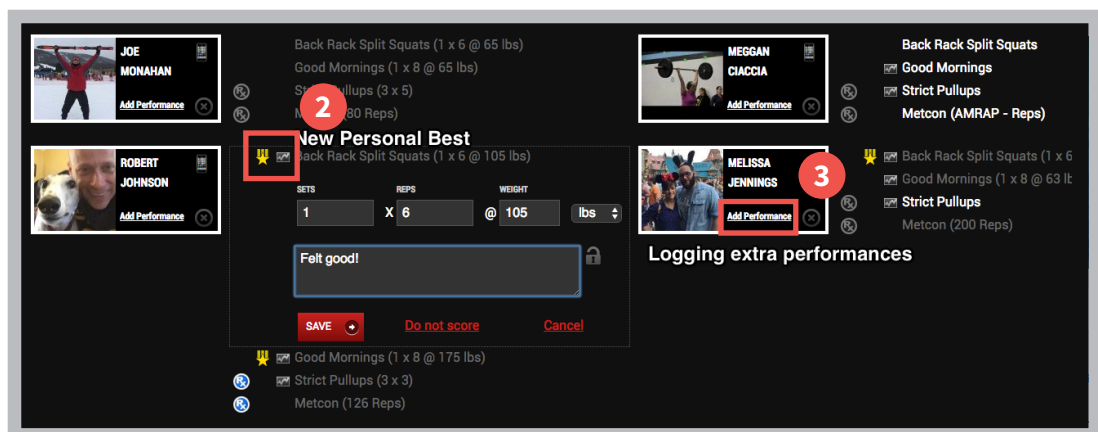 JOE
MONAHAN
Add Performance
Back Rack Split Squats (1 x 6 @ 65 lbs)
Good Mornings (1 x 8 @ 65 lbs)
Pullups (3 x 5)
Reps)
2
New Personal Best
MEGGAN
CIACCIA
Add Performance
Back Rack Split Squats
Good Mornings
Strict Pullups
Metcon (AMRAP - Reps)
ROBERT
JOHNSON
Add Performance
Back Rack Split Squats (1 x 6 @ 105 lbs)
SETS REPS WEIGHT
1 X 6 @ 105 lbs
Felt good!
SAVE Do not score Cancel
Good Mornings (1 x 8 @ 175 lbs)
Rx Strict Pullups (3 x 3)
Rx Metcon (126 Reps)
MELISSA
JENNINGS
Add Performance
3
Back Rack Split Squats (1 x 6
Good Mornings (1 x 8 @ 63 lb
Strict Pullups
Metcon (200 Reps)
Logging extra performances